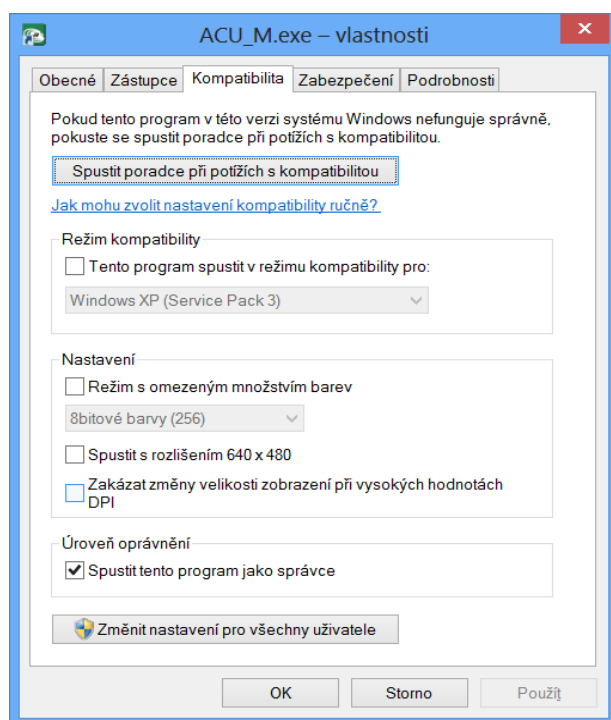 ACU_M.exe – vlastnosti
Obecné Zástupce Kompatibilita Zabezpečení Podrobnosti
Pokud tento program v této verzi systému Windows nefunguje správně,
pokuste se spustit poradce při potížích s kompatibilitou.
Spustit poradce při potížích s kompatibilitou
Jak mohu zvolit nastavení kompatibility ručně?
Režim kompatibility
Tento program spustit v režimu kompatibility pro:
Windows XP (Service Pack 3)
Nastavení
Režim s omezeným množstvím barev
8bitové barvy (256)
Spustit s rozlišením 640 x 480
Zakázat změny velikosti zobrazení při vysokých hodnotách
DPI
Úroveň oprávnění
Spustit tento program jako správce
Změnit nastavení pro všechny uživatele
OK Storno Použít